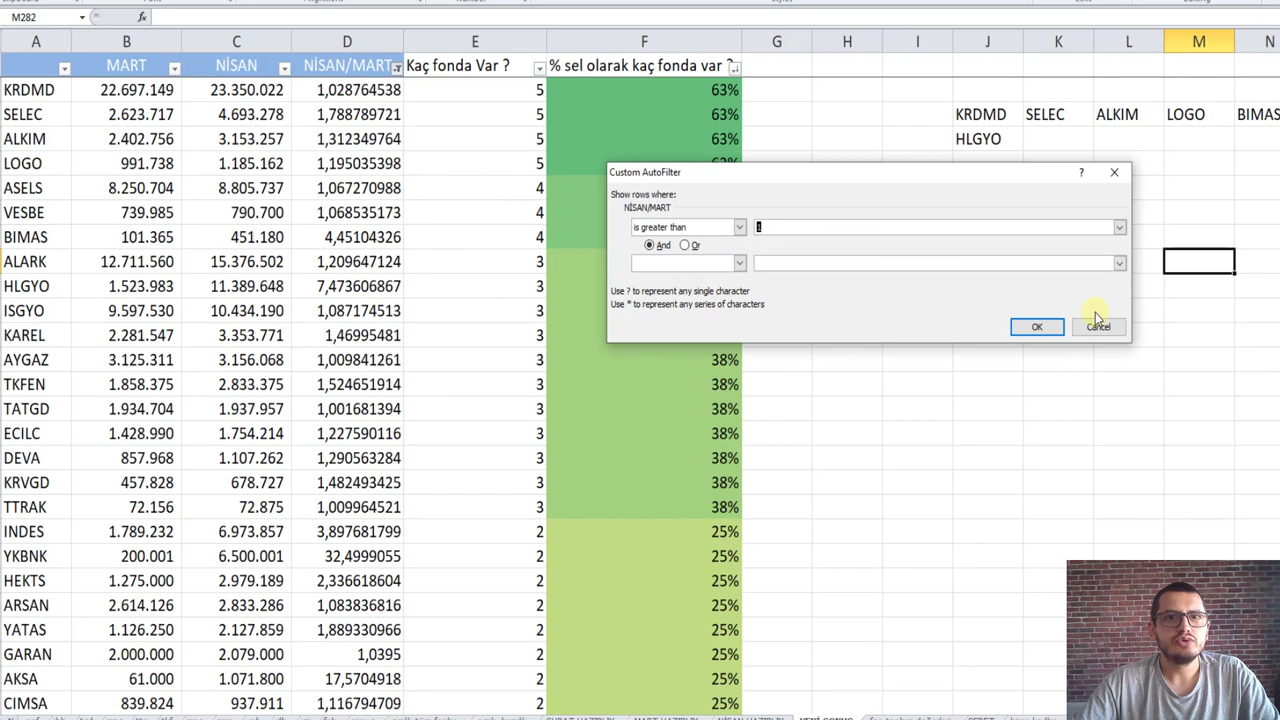 M282
fx
A B C D E F G H I J K L M N
MART NİSAN NİSAN/MART Kaç fonda Var ? % sel olarak kaç fonda var ?
KRDMD 22.697.149 23.350.022 1,028764538 5 63%
SELEC 2.623.717 4.693.278 1,788789721 5 63% KRDMD SELEC ALKIM LOGO BIMAS
ALKIM 2.402.756 3.153.257 1,312349764 5 63% HLGYO
LOGO 991.738 1.185.162 1,195035398 5 63%
ASELS 8.250.704 8.805.737 1,067270988 4
VESBE 739.985 790.700 1,068535173 4
BIMAS 101.365 451.180 4,45104326 4
ALARK 12.711.560 15.376.502 1,209647124 3
HLGYO 1.523.983 11.389.648 7,473606867 3
ISGYO 9.597.530 10.434.190 1,087174513 3
KAREL 2.281.547 3.353.771 1,46995481 3
AYGAZ 3.125.311 3.156.068 1,009841261 3 38%
TKFEN 1.858.375 2.833.375 1,524651914 3 38%
TATGD 1.934.704 1.937.957 1,001681394 3 38%
ECILC 1.428.990 1.754.214 1,227590116 3 38%
DEVA 857.968 1.107.262 1,290563284 3 38%
KRVGD 457.828 678.727 1,482493425 3 38%
TTRAK 72.156 72.875 1,009964521 3 38%
INDES 1.789.232 6.973.857 3,897681799 2 25%
YKBNK 200.001 6.500.001 32,4999055 2 25%
HEKTS 1.275.000 2.979.189 2,336618604 2 25%
ARSAN 2.614.126 2.833.286 1,083836816 2 25%
YATAS 1.126.250 2.127.859 1,889330966 2 25%
GARAN 2.000.000 2.079.000 1,0395 2 25%
AKSA 61.000 1.071.800 17,5704918 2 25%
CIMSA 839.824 937.911 1,116794709 2 25%
Custom AutoFilter
?
Show rows where:
NİSAN/MART
is greater than 1
And Or
Use ? to represent any single character
Use * to represent any series of characters
OK Cancel